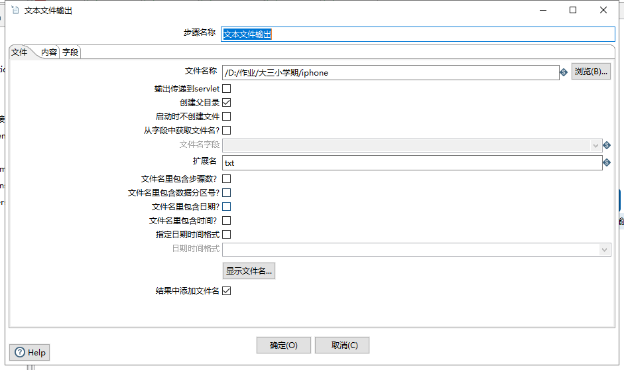 文本文件输出
步骤名称 文本文件输出
文件 内容 字段
文件名称 /D:/作业/大三小学期/iphone 浏览(B)...
输出传递到servlet
创建父目录
启动时不创建文件
从字段中获取文件名?
文件名字段
扩展名 txt
文件名里包含步骤数?
文件名里包含数据分区号?
文件名里包含日期?
文件名里包含时间?
指定日期时间格式
日期时间格式
显示文件名...
结果中添加文件名
确定(O) 取消(C)
Help